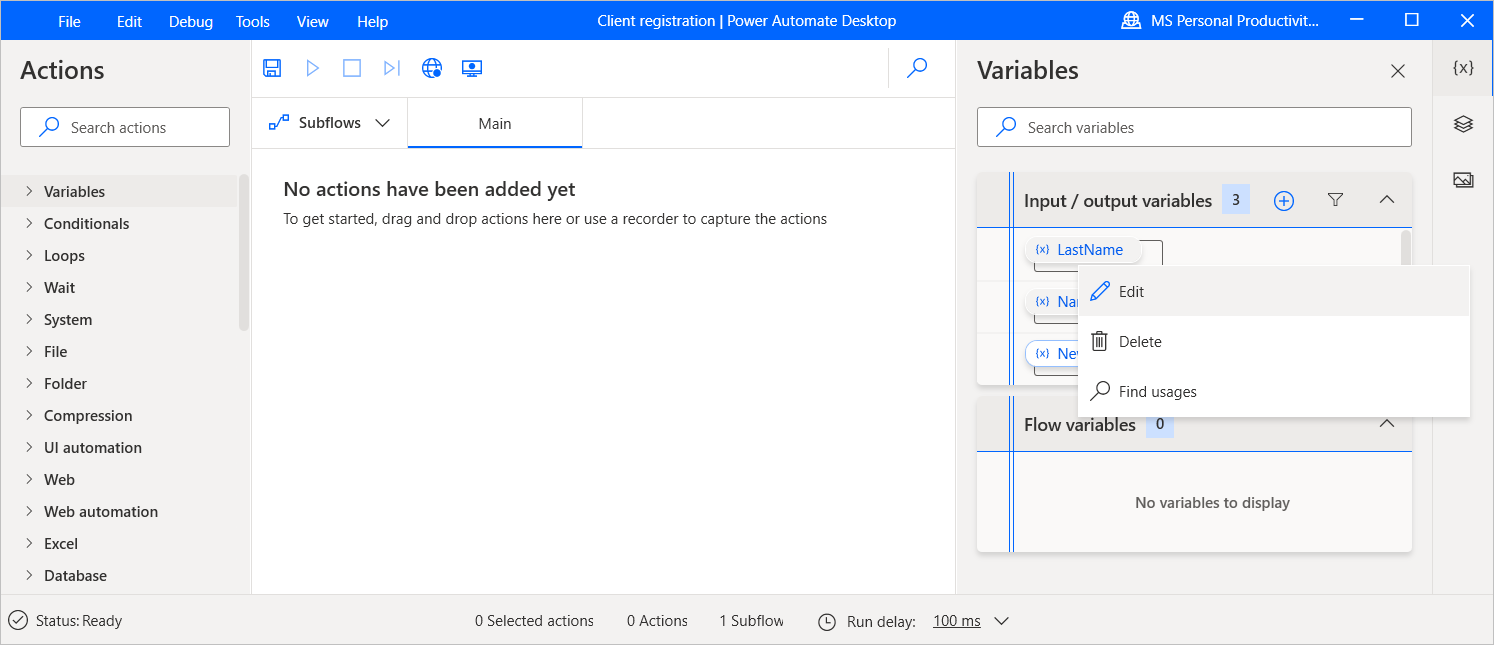 File Edit Debug Tools View Help Client registration | Power Automate Desktop MS Personal Productivit...
Actions
Search actions
Variables
Conditionals
Loops
Wait
System
File
Folder
Compression
UI automation
Web
Web automation
Excel
Database
Subflows Main
No actions have been added yet
To get started, drag and drop actions here or use a recorder to capture the actions
Variables
{x}
Search variables
Input / output variables 3
{x} LastName
{x}
{x}
Edit
Delete
Find usages
Flow variables 0
No variables to display
Status: Ready 0 Selected actions 0 Actions 1 Subflow Run delay: 100 ms